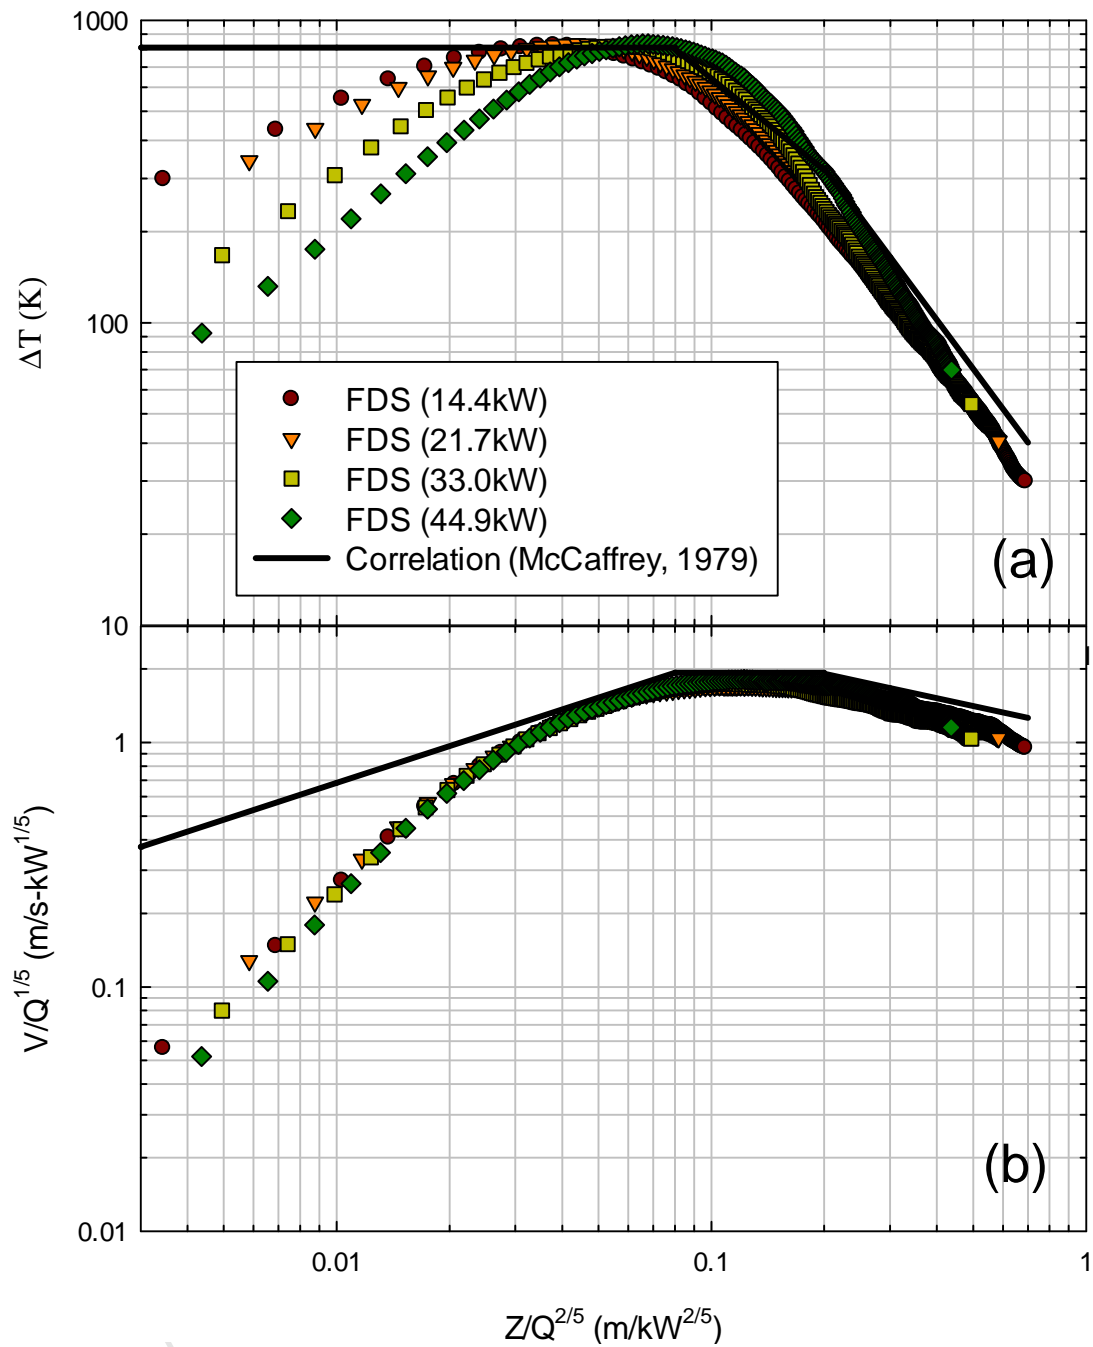 1000
100
10
ΔT (K)
FDS (14.4kW)
FDS (21.7kW)
FDS (33.0kW)
FDS (44.9kW)
Correlation (McCaffrey, 1979)
(a)
1
0.1
0.01
V/Q^1/5 (m/s-kW^1/5)
(b)
0.01
0.1
1
Z/Q^2/5 (m/kW^2/5)